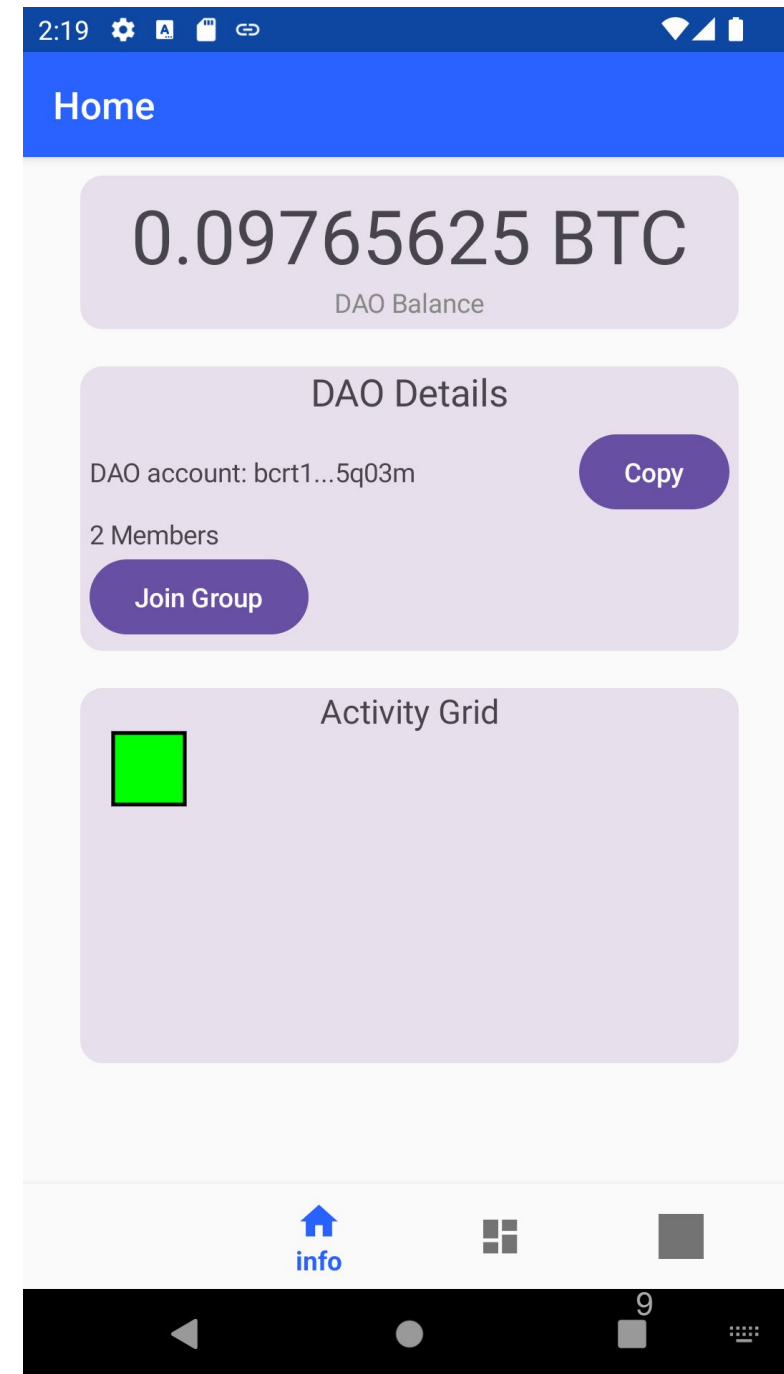 2:19
Home
0.09765625 BTC
DAO Balance
DAO Details
DAO account: bcrt1...5q03m
Copy
2 Members
Join Group
Activity Grid
info
9